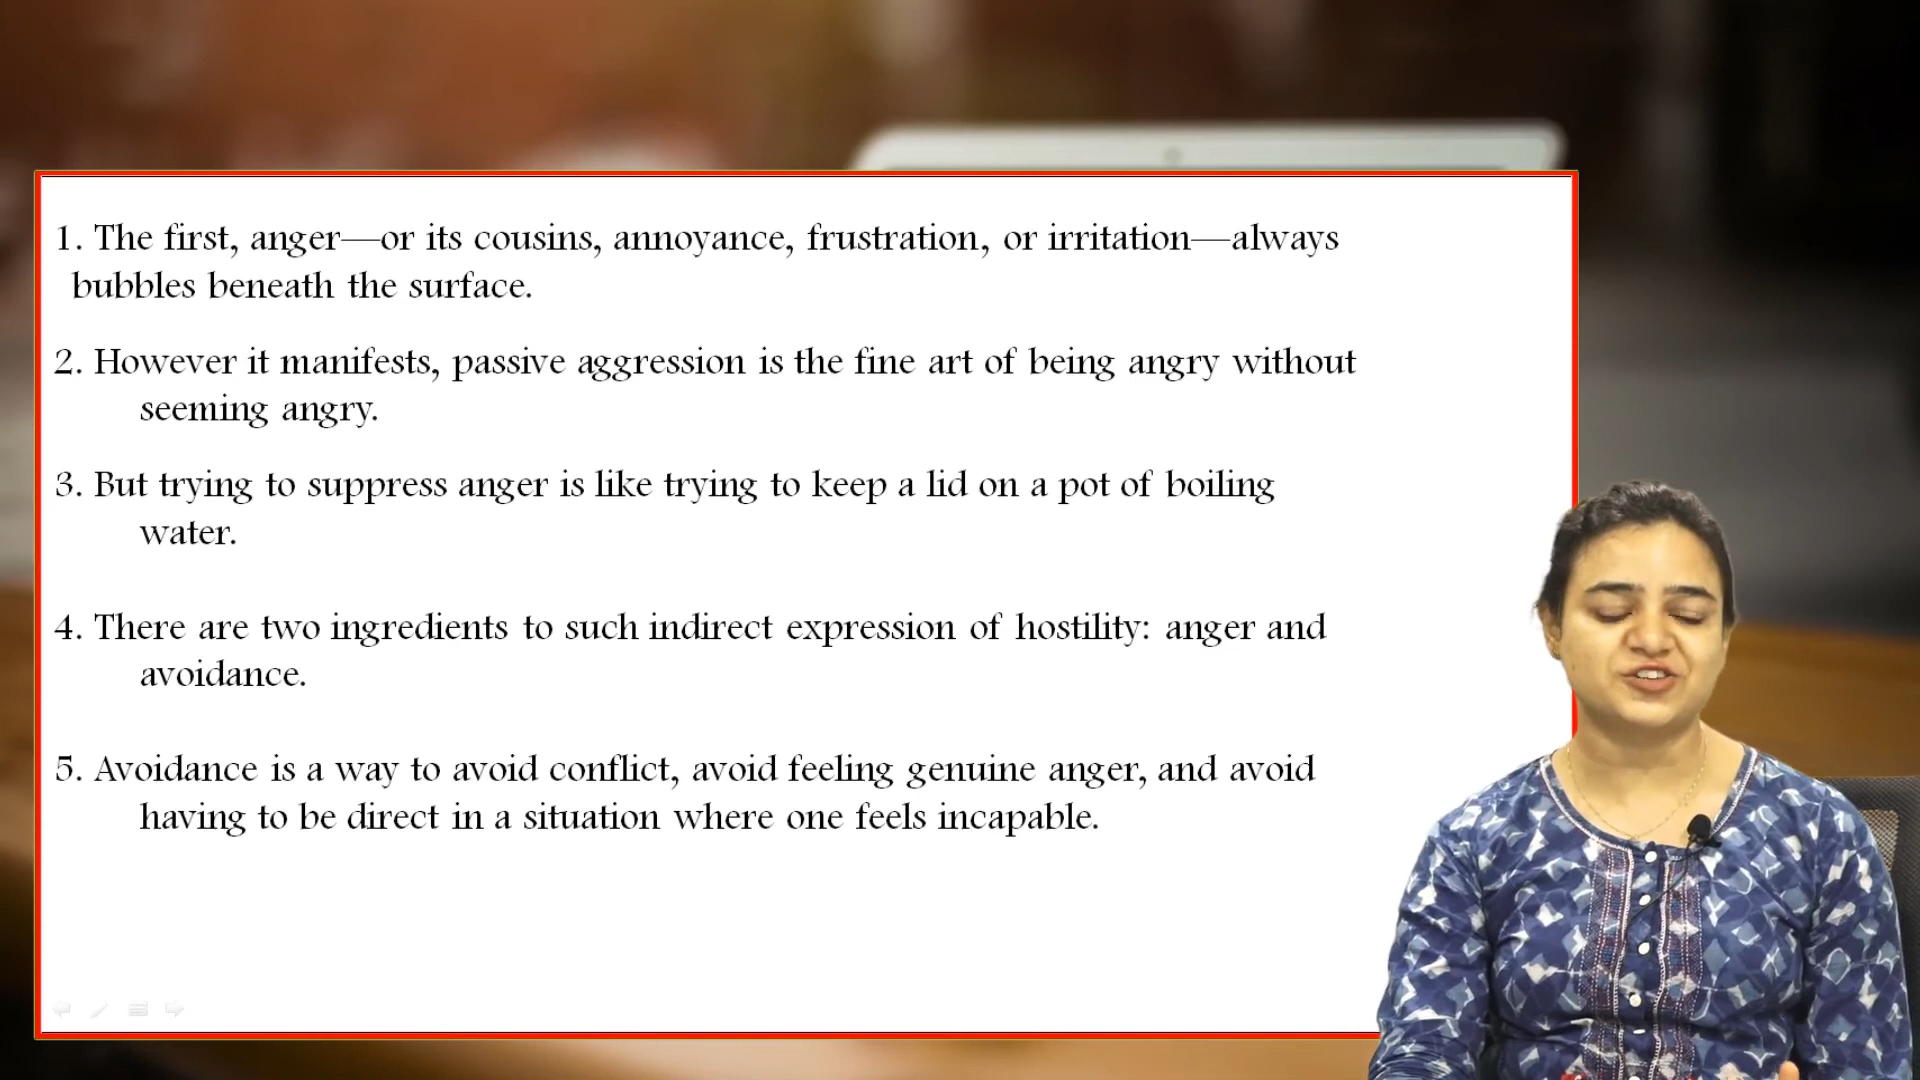 1. The first, anger—or its cousins, annoyance, frustration, or irritation—always
bubbles beneath the surface.
2. However it manifests, passive aggression is the fine art of being angry without
seeming angry.
3. But trying to suppress anger is like trying to keep a lid on a pot of boiling
water.
4. There are two ingredients to such indirect expression of hostility: anger and
avoidance.
5. Avoidance is a way to avoid conflict, avoid feeling genuine anger, and avoid
having to be direct in a situation where one feels incapable.